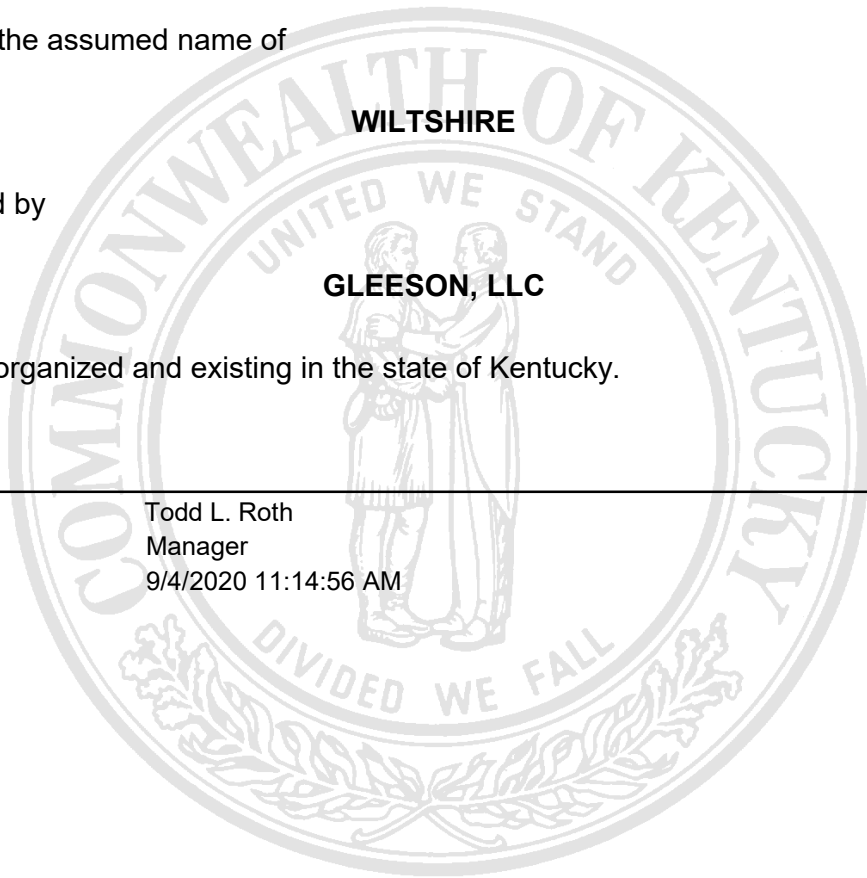 the assumed name of
WILTSHIRE
d by
GLEESON, LLC
organized and existing in the state of Kentucky.
Todd L. Roth
Manager
9/4/2020 11:14:56 AM
COMMONWEALTH OF KENTUCKY
UNITED WE STAND
DIVIDED WE FALL